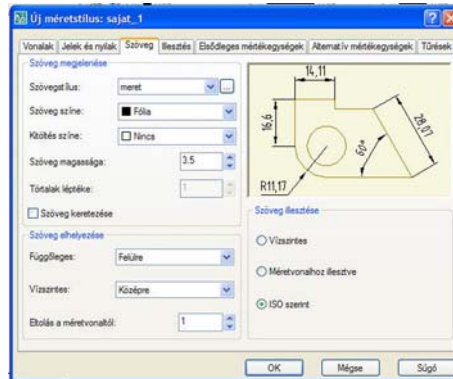 Új méretstílus: sajat_1
Vonalak Jelek és nyilak Szöveg Illesztés Elsődleges mértékegységek Alternatív mértékegységek Tűrések
Szöveg megjelenése
Szövegstílus: meret ...
Szöveg színe: Fólia
Kitöltés színe: Nincs
Szöveg magassága: 3.5
Törtalak léptéke: 1
Szöveg keretezése
14,11
16,6
28,07
60°
R11,17
Szöveg elhelyezése
Függőleges: Felülre
Vízszintes: Középre
Eltolás a méretvonaltól: 1
Szöveg illesztése
Vízszintes
Méretvonalhoz illesztve
ISO szerint
OK Mégse Súgó